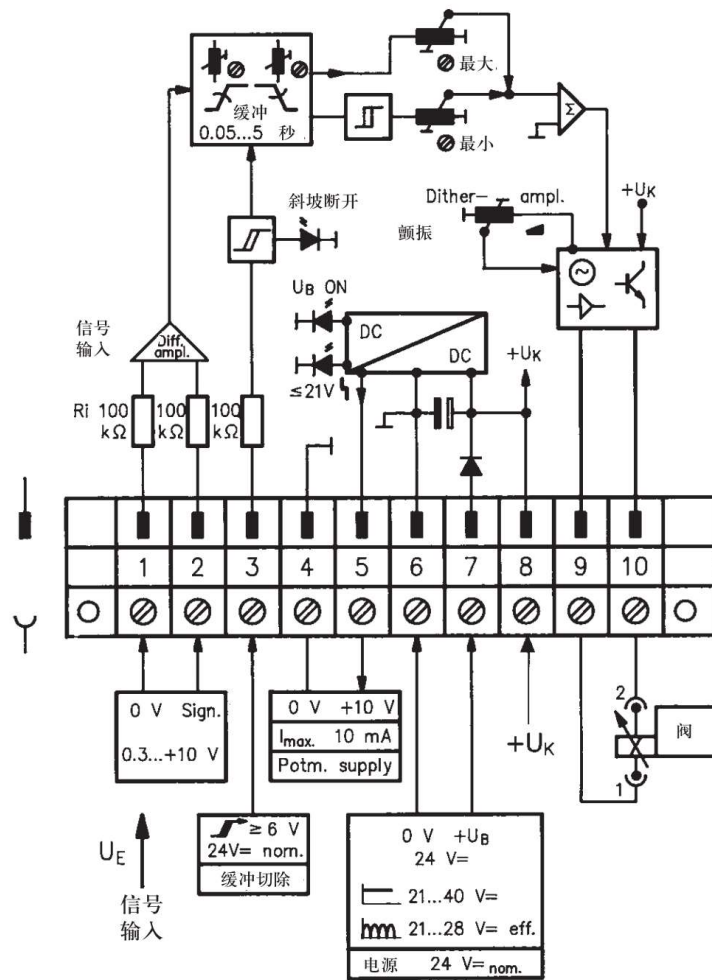 最大
缓冲
0.05...5 秒
最小
Σ
斜坡断开
Dither– ampl.
+UK
颤振
UB ON
信号
输入
Diff.
ampl.
DC
DC
+UK
≤21V
Ri 100
kΩ
100
kΩ
100
kΩ
1 2 3 4 5 6 7 8 9 10
0 V Sign.
0.3...+10 V
0 V +10 V
Imax. 10 mA
Potm. supply
+UK
2
阀
1
UE
信号
输入
≥ 6 V
24V= nom.
缓冲切除
0 V +UB
24 V=
21...40 V=
21...28 V= eff.
电源 24 V=nom.